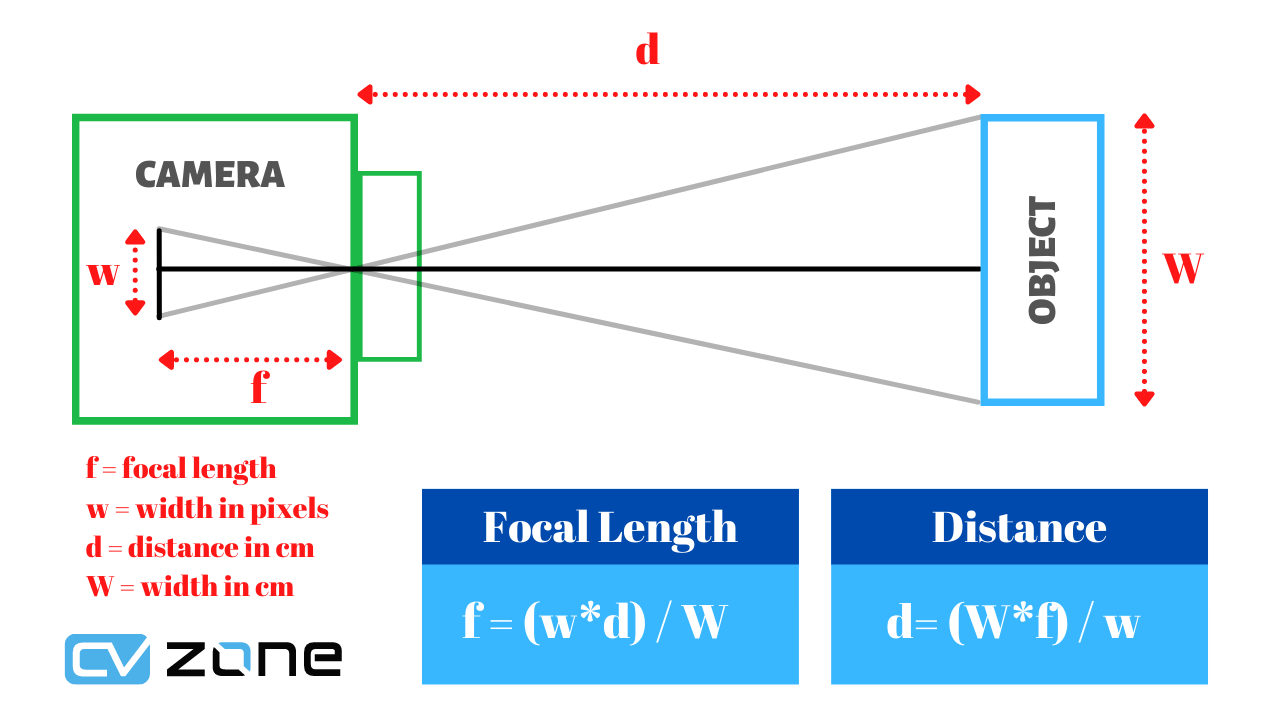 d
CAMERA
w
f
OBJECT
W
f = focal length
w = width in pixels
d = distance in cm
W = width in cm
CV ZONE
Focal Length
f = (w*d) / W
Distance
d= (W*f) / w